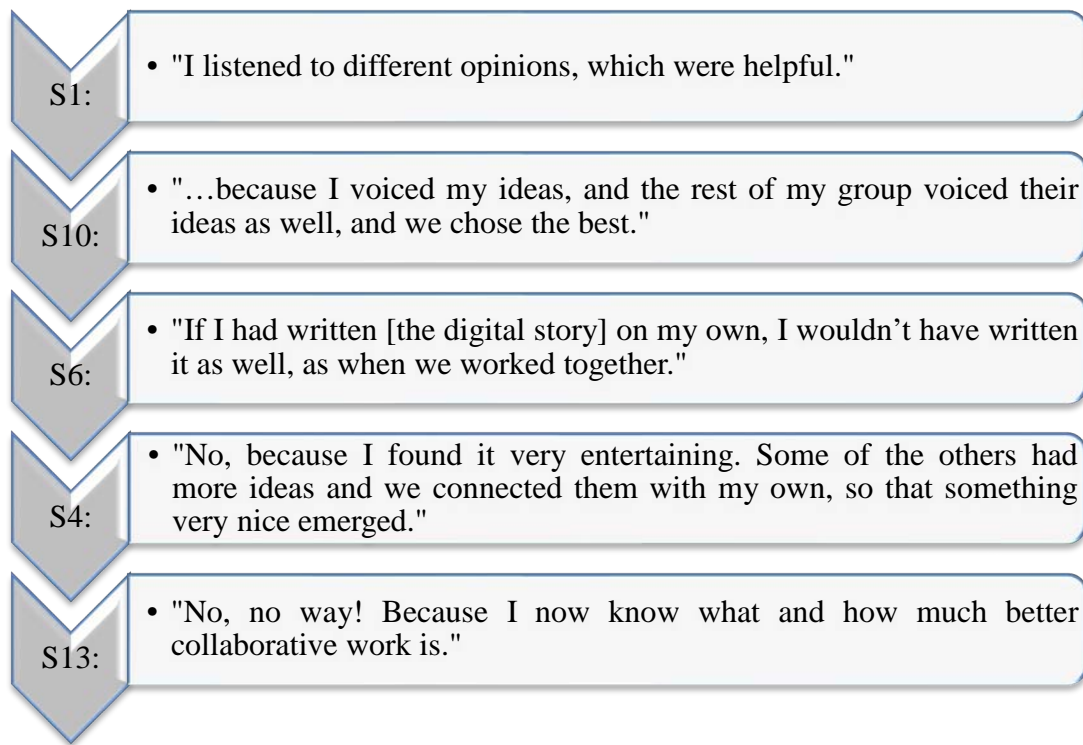 S1:
• "I listened to different opinions, which were helpful."
S10:
• "…because I voiced my ideas, and the rest of my group voiced their
ideas as well, and we chose the best."
S6:
• "If I had written [the digital story] on my own, I wouldn’t have written
it as well, as when we worked together."
S4:
• "No, because I found it very entertaining. Some of the others had
more ideas and we connected them with my own, so that something
very nice emerged."
S13:
• "No, no way! Because I now know what and how much better
collaborative work is."